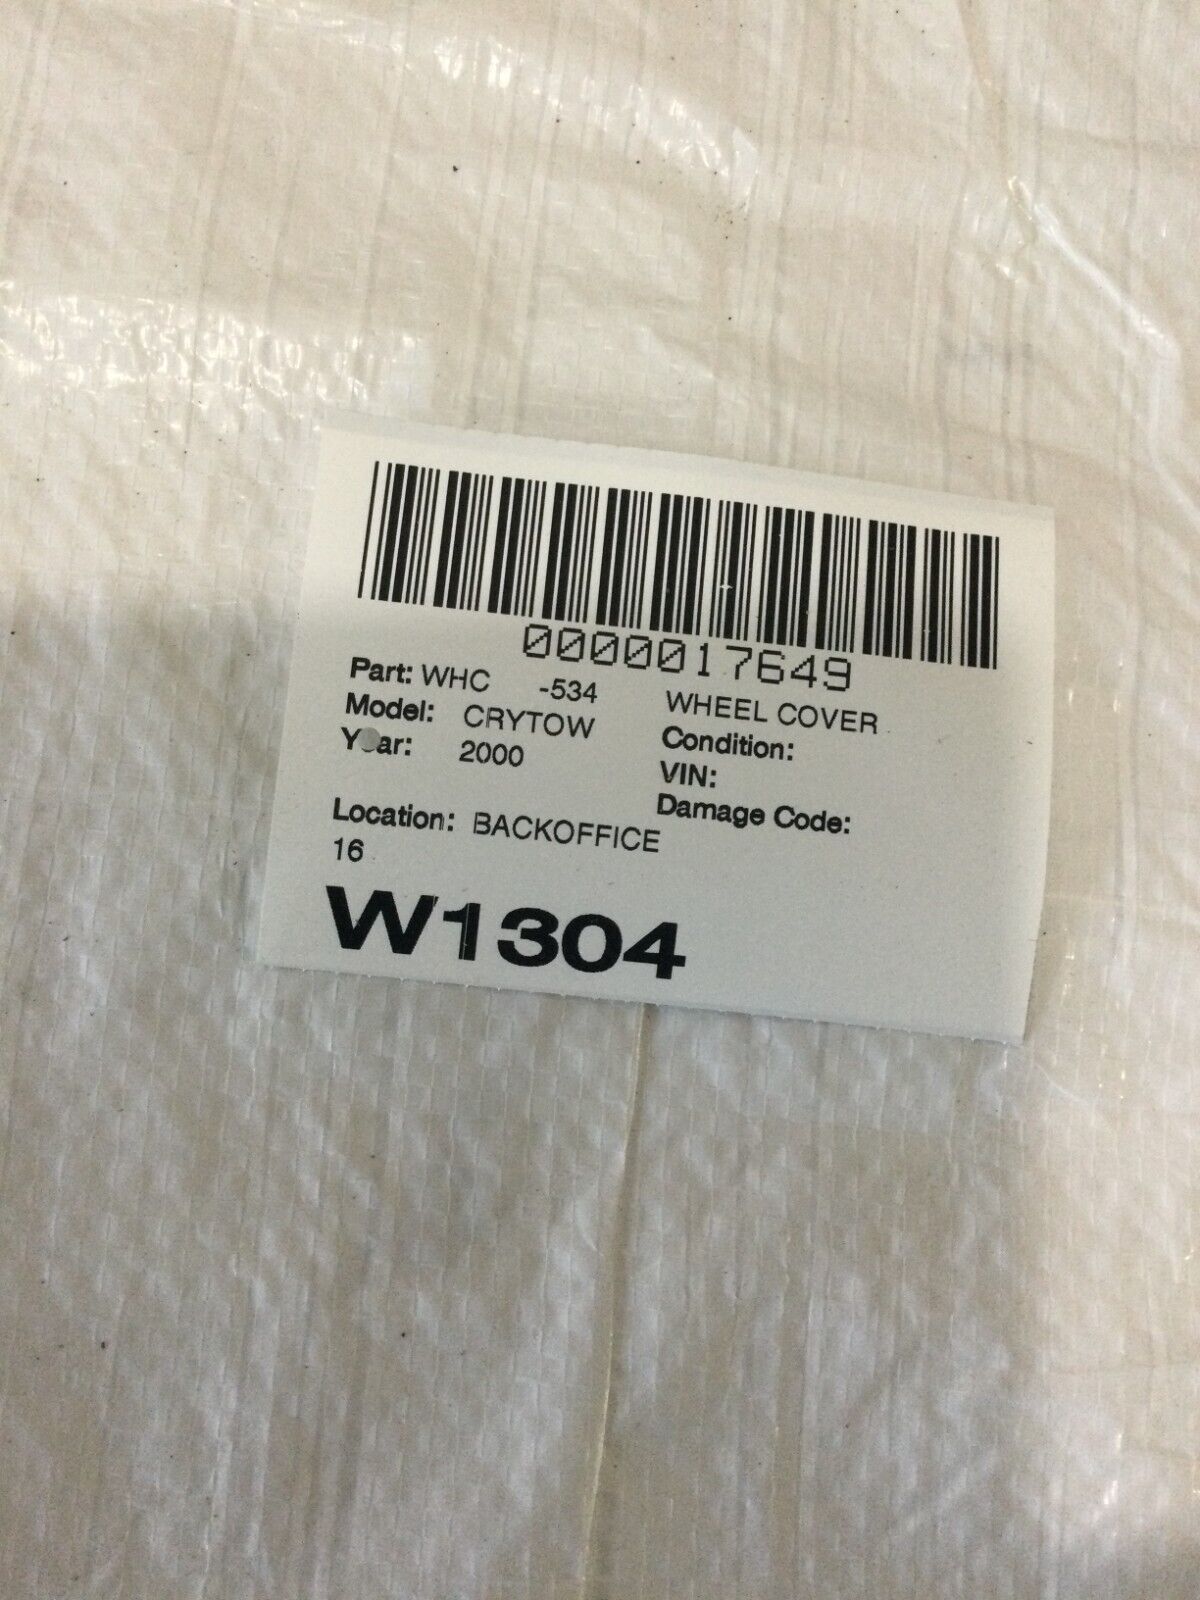 0000017649
Part: WHC -534 WHEEL COVER
Model: CRYTOW Condition:
Year: 2000 VIN:
Damage Code:
Location: BACKOFFICE
16
W1304